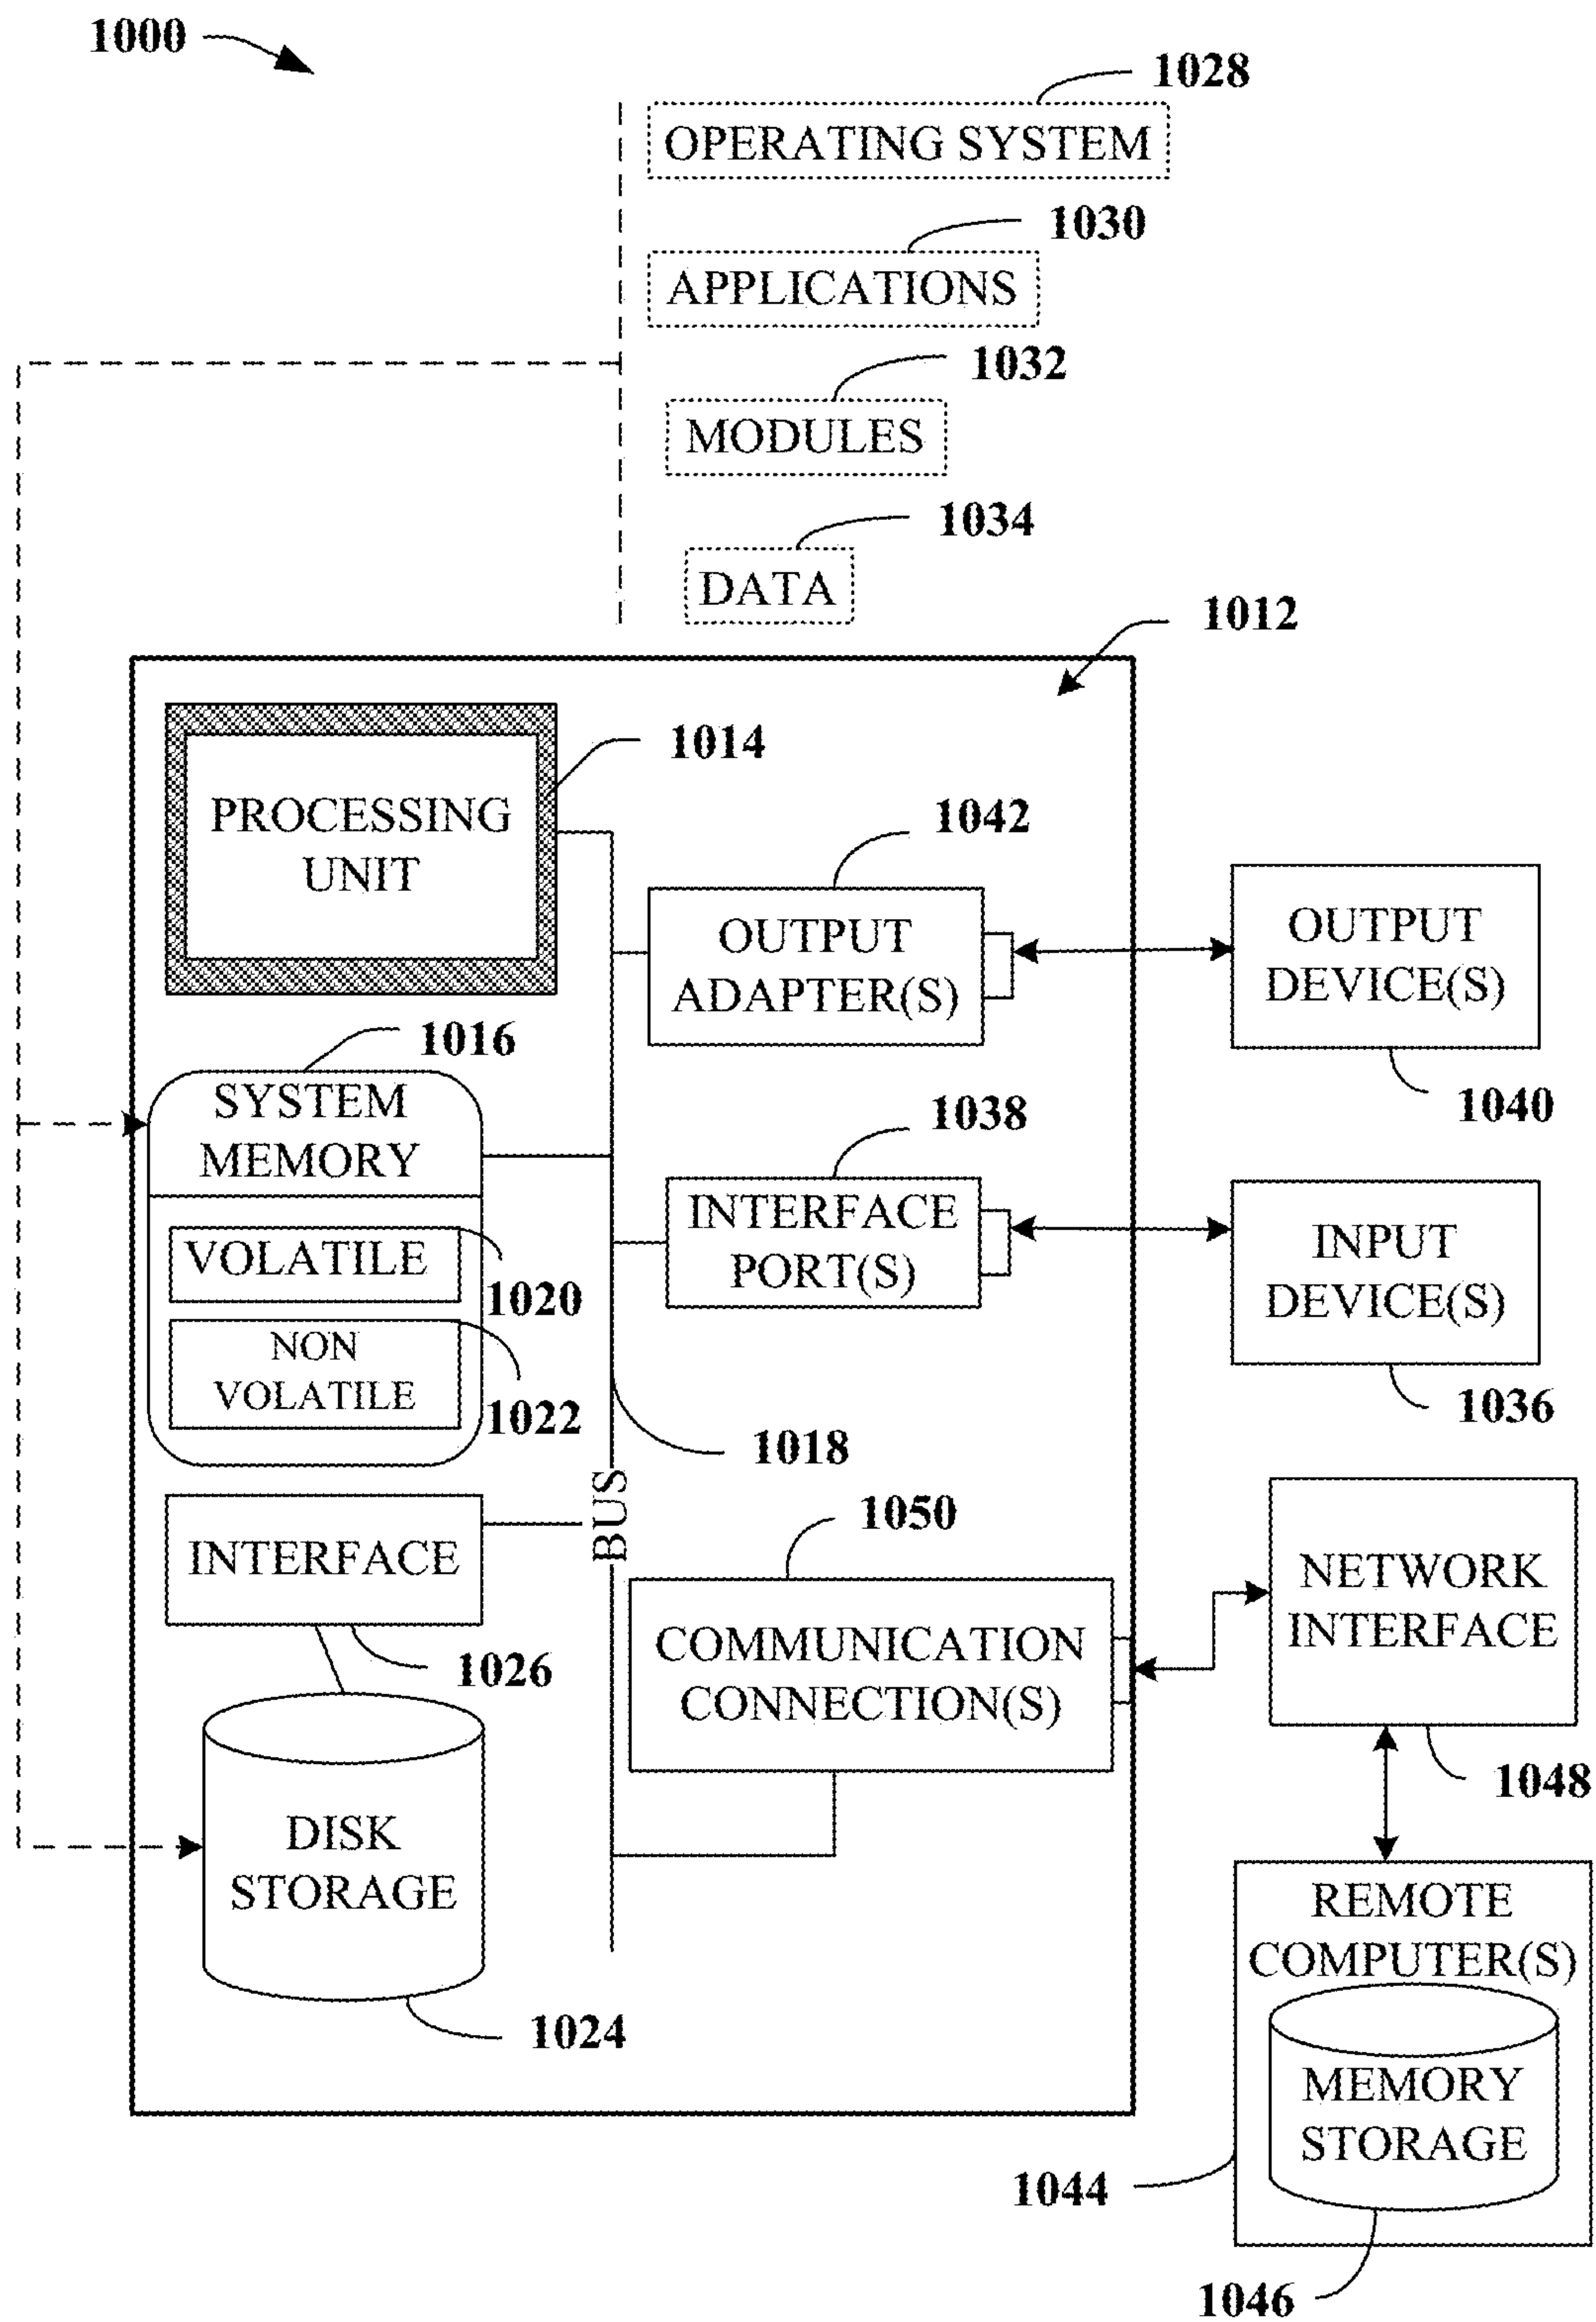 1000
1028
OPERATING SYSTEM
1030
APPLICATIONS
1032
MODULES
1034
DATA
1012
1014
PROCESSING
UNIT
1042
OUTPUT
ADAPTER(S)
OUTPUT
DEVICE(S)
1040
1016
SYSTEM
MEMORY
VOLATILE
1020
NON
VOLATILE
1022
1038
INTERFACE
PORT(S)
INPUT
DEVICE(S)
1036
1018
BUS
INTERFACE
1026
1050
COMMUNICATION
CONNECTION(S)
NETWORK
INTERFACE
1048
DISK
STORAGE
1024
REMOTE
COMPUTER(S)
MEMORY
STORAGE
1044
1046